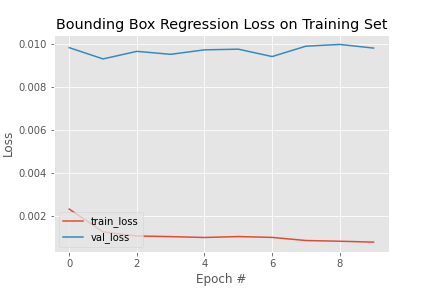 Bounding Box Regression Loss on Training Set
0.010
0.008
0.006
0.004
0.002
Loss
train_loss
val_loss
0 2 4 6 8
Epoch #